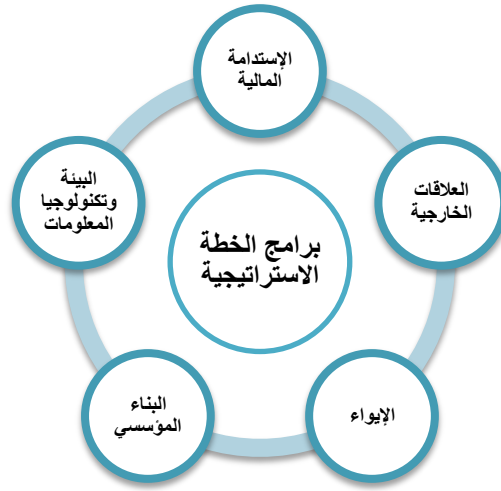 الإستدامة
المالية
العلاقات
الخارجية
الإيواء
البناء
المؤسسي
البيئة
وتكنولوجيا
المعلومات
برامج الخطة
الاستراتيجية